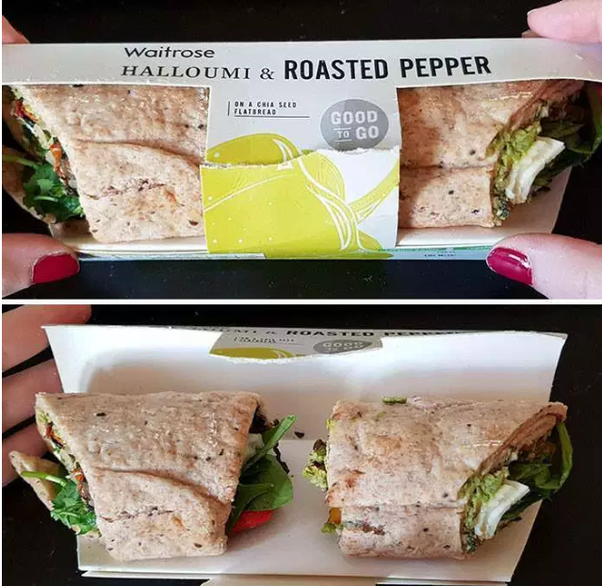 Waitrose
HALLOUMI & ROASTED PEPPER
ON A CHIA SEED
FLATBREAD
GOOD
TO GO
ROASTED PEPPER
GOOD